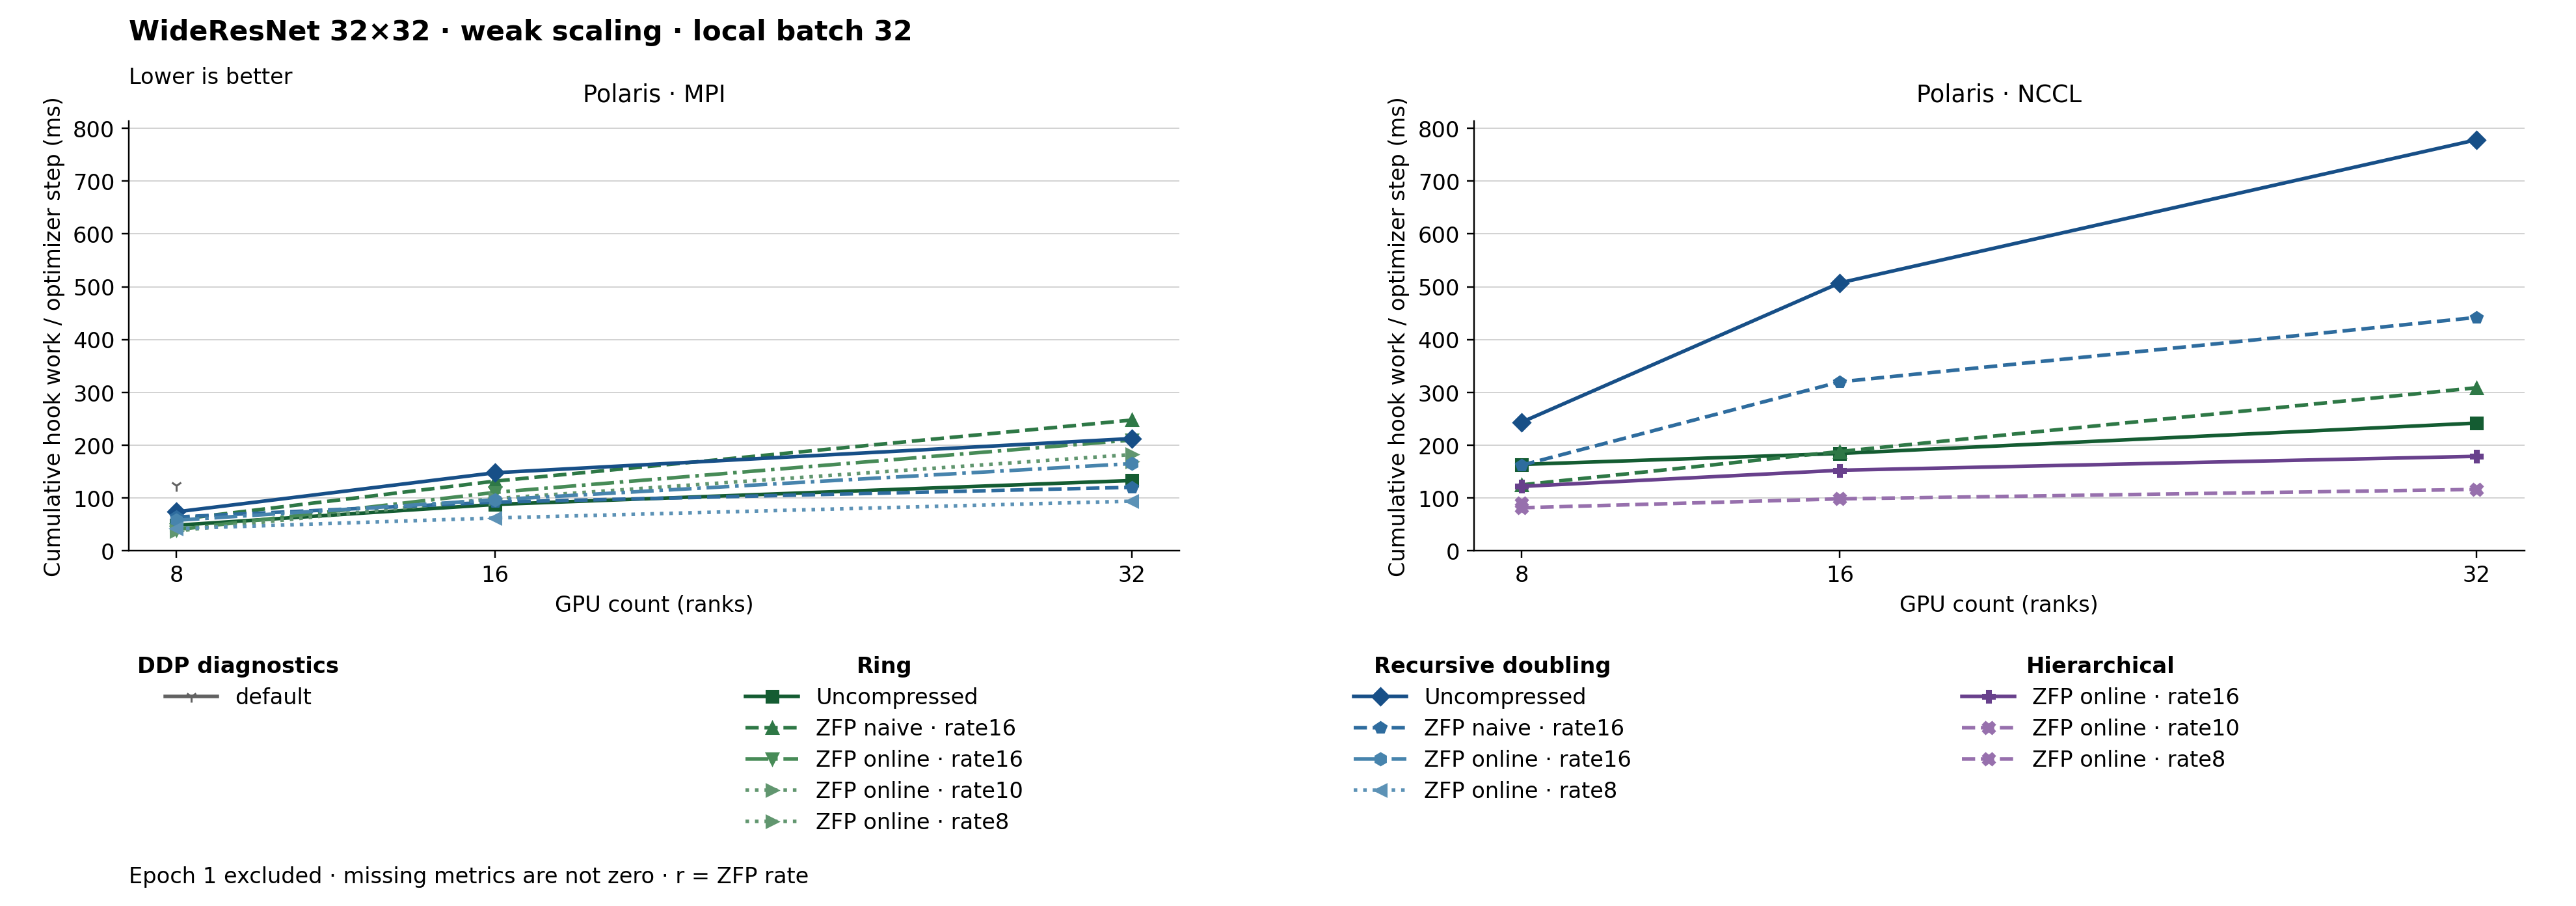 WideResNet 32×32 · weak scaling · local batch 32
Lower is better
Polaris · MPI
Cumulative hook work / optimizer step (ms)
800
700
600
500
400
300
200
100
0
8
16
32
GPU count (ranks)
Polaris · NCCL
Cumulative hook work / optimizer step (ms)
800
700
600
500
400
300
200
100
0
8
16
32
GPU count (ranks)
DDP diagnostics
default
Ring
Uncompressed
ZFP naive · rate16
ZFP online · rate16
ZFP online · rate10
ZFP online · rate8
Recursive doubling
Uncompressed
ZFP naive · rate16
ZFP online · rate16
ZFP online · rate8
Hierarchical
ZFP online · rate16
ZFP online · rate10
ZFP online · rate8
Epoch 1 excluded · missing metrics are not zero · r = ZFP rate